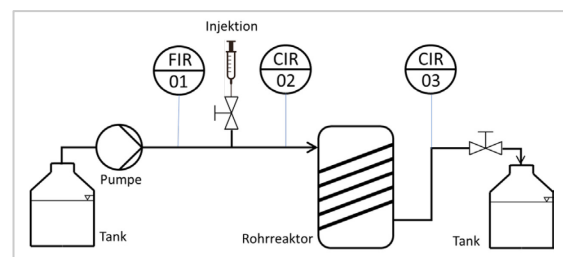 Injektion
FIR
01
CIR
02
CIR
03
Pumpe
Tank
Rohrreaktor
Tank